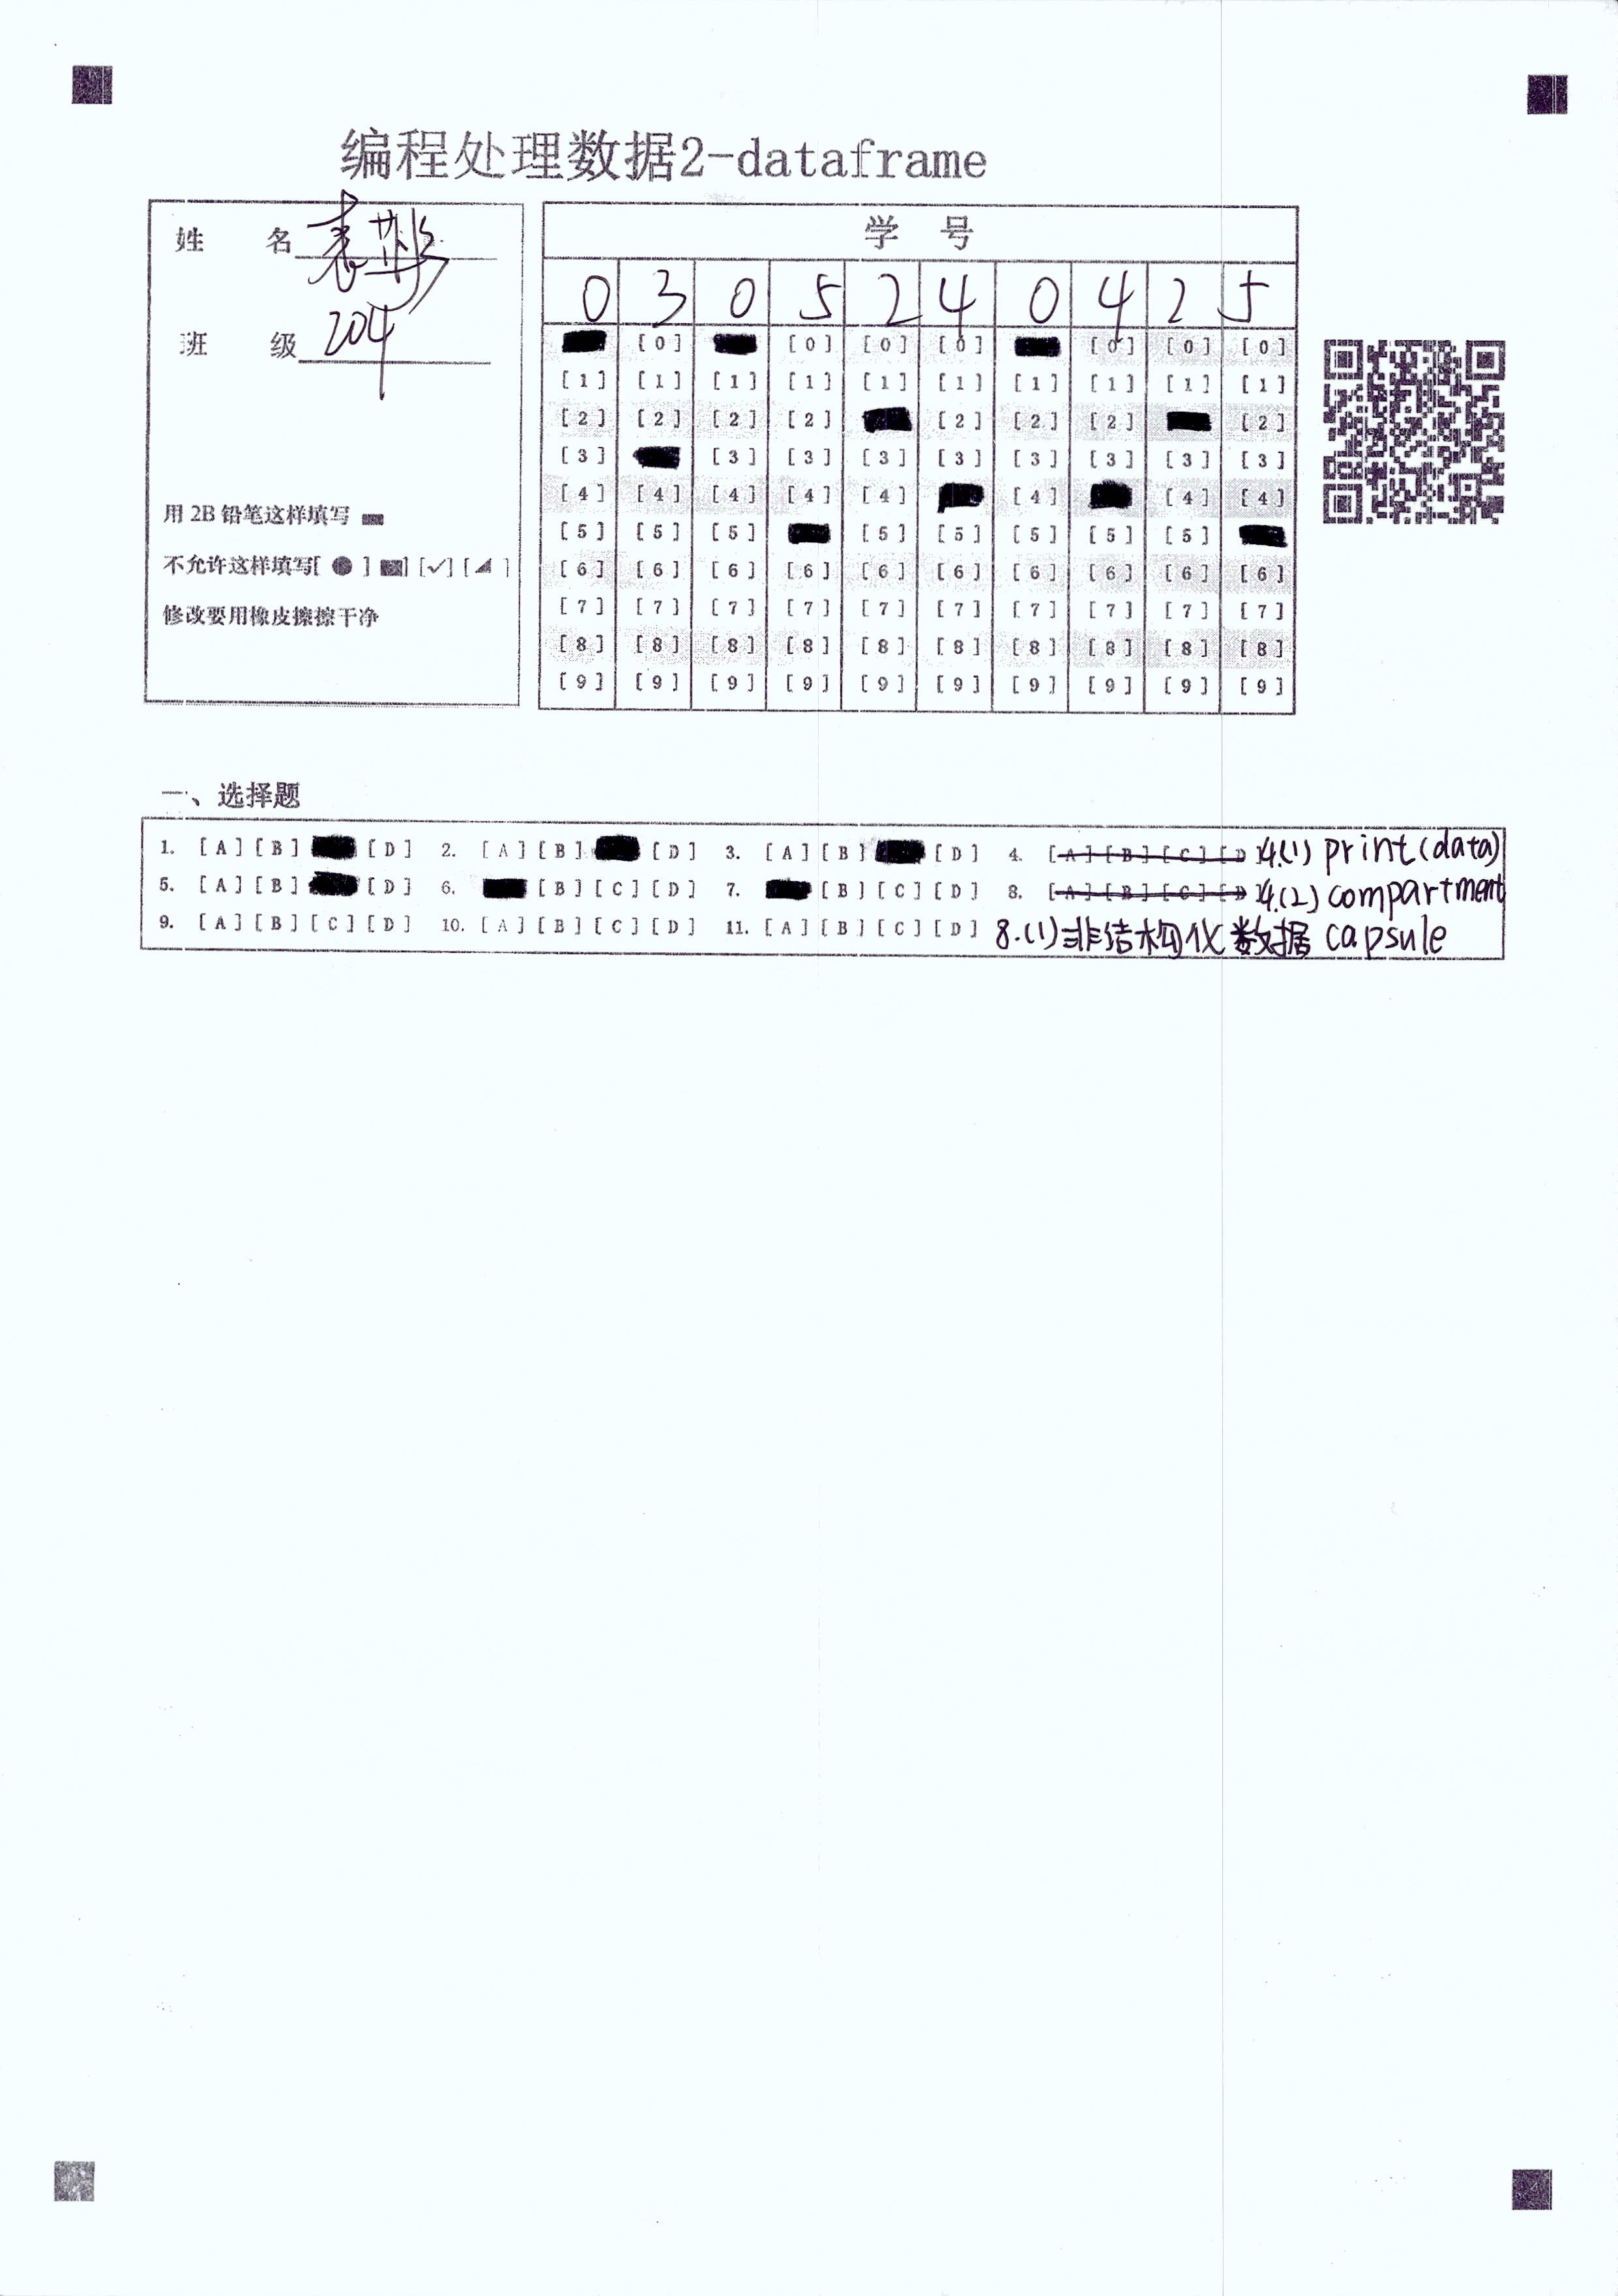 编程处理数据2-dataframe
姓 名
班 级 204
用 2B 铅笔这样填写
不允许这样填写[ ● ] [■] [✓] [◢ ]
修改要用橡皮擦擦干净
学 号
0 3 0 5 2 4 0 4 2 5
[0] [0] [0] [0] [0] [0] [0]
[1] [1] [1] [1] [1] [1] [1] [1] [1] [1]
[2] [2] [2] [2] [2] [2] [2] [2]
[3] [3] [3] [3] [3] [3] [3] [3] [3]
[4] [4] [4] [4] [4] [4] [4] [4]
[5] [5] [5] [5] [5] [5] [5] [5]
[6] [6] [6] [6] [6] [6] [6] [6] [6] [6]
[7] [7] [7] [7] [7] [7] [7] [7] [7] [7]
[8] [8] [8] [8] [8] [8] [8] [8] [8] [8]
[9] [9] [9] [9] [9] [9] [9] [9] [9] [9]
一、选择题
1. [A] [B] [D] 2. [A] [B] [D] 3. [A] [B] [D] 4. [A] [B] [C] [D] 4.(1) print(data)
5. [A] [B] [D] 6. [B] [C] [D] 7. [B] [C] [D] 8. [A] [B] [C] [D] 4.(2) compartment
9. [A] [B] [C] [D] 10. [A] [B] [C] [D] 11. [A] [B] [C] [D] 8.(1)非结构化数据 capsule